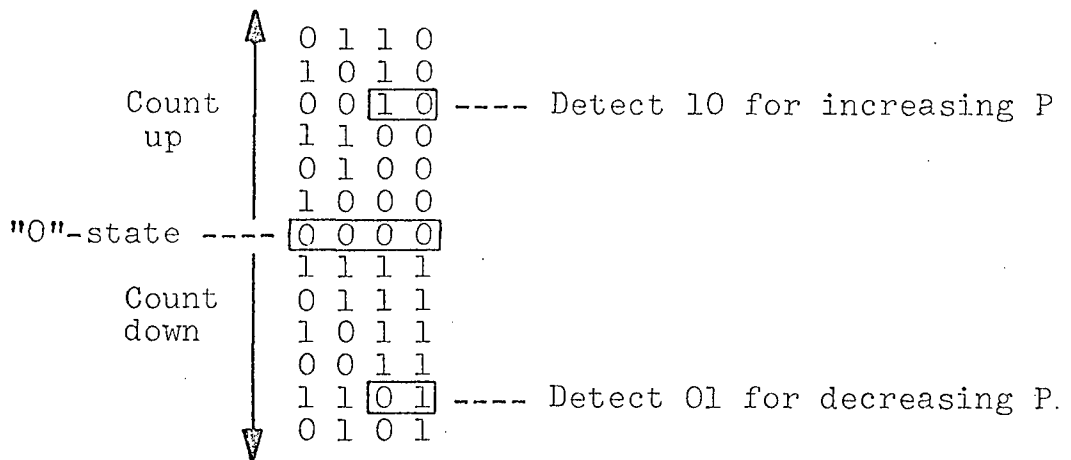 0 1 1 0
1 0 1 0
Count up
0 0 1 0 ---- Detect 10 for increasing P
1 1 0 0
0 1 0 0
1 0 0 0
"0"-state ---- 0 0 0 0
1 1 1 1
Count down
0 1 1 1
1 0 1 1
0 0 1 1
1 1 0 1 ---- Detect 01 for decreasing P.
0 1 0 1